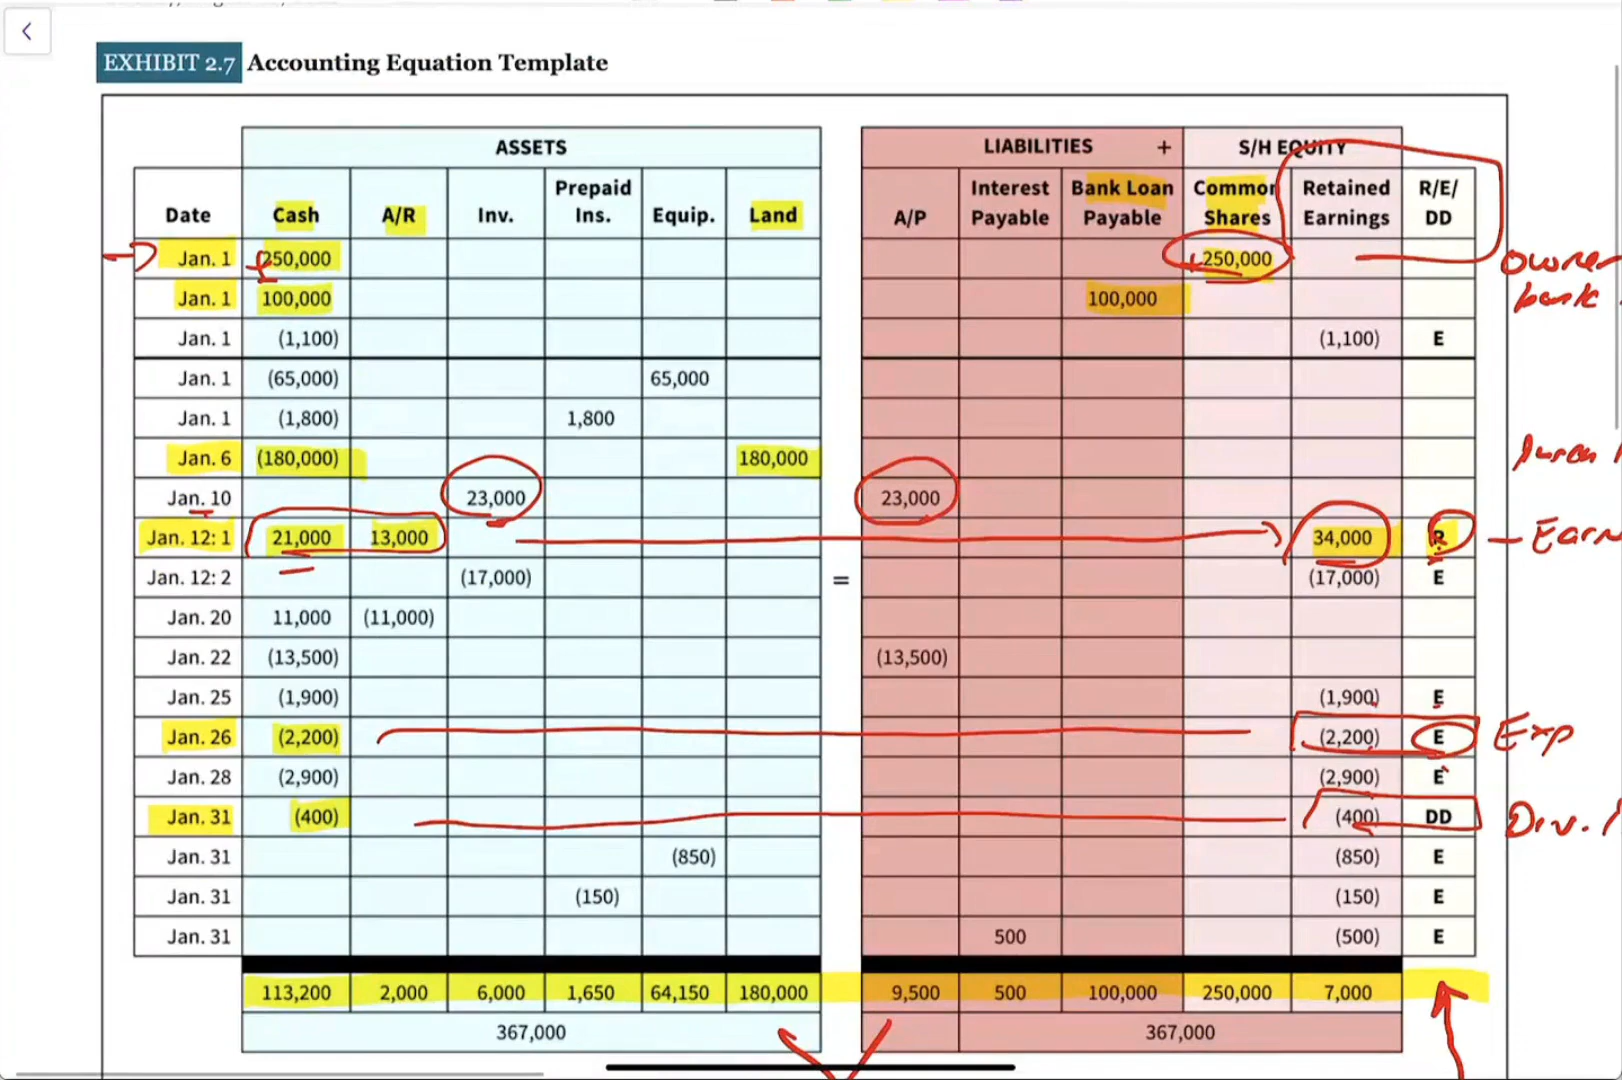 EXHIBIT 2.7 Accounting Equation Template
ASSETS LIABILITIES + S/H EQUITY
Date Cash A/R Inv. Prepaid Ins. Equip. Land A/P Interest Payable Bank Loan Payable Common Shares Retained Earnings R/E/ DD
Jan. 1 250,000 250,000
Jan. 1 100,000 100,000
bank
Jan. 1 (1,100) (1,100) E
Jan. 1 (65,000) 65,000
Jan. 1 (1,800) 1,800
Jan. 6 (180,000) 180,000
Jan. 10 23,000 23,000
Jan. 12: 1 21,000 13,000 34,000 R – Earn
Jan. 12: 2 (17,000) = (17,000) E
Jan. 20 11,000 (11,000)
Jan. 22 (13,500) (13,500)
Jan. 25 (1,900) (1,900) E
Jan. 26 (2,200) (2,200) E Exp
Jan. 28 (2,900) (2,900) E
Jan. 31 (400) (400) DD Div.
Jan. 31 (850) (850) E
Jan. 31 (150) (150) E
Jan. 31 500 (500) E
113,200 2,000 6,000 1,650 64,150 180,000 9,500 500 100,000 250,000 7,000
367,000 367,000